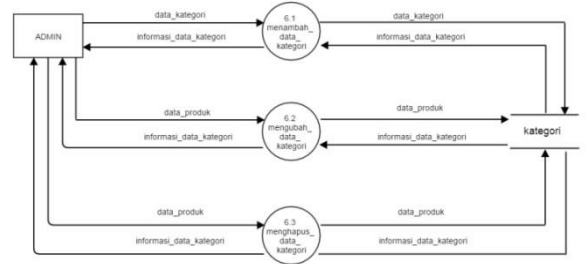 data_kategori
6.1
menambah_
data_
kategori
data_kategori
ADMIN
informasi_data_kategori
informasi_data_kategori
data_produk
6.2
mengubah_
data_
kategori
data_produk
informasi_data_kategori
informasi_data_kategori
kategori
data_produk
6.3
menghapus_
data_
kategori
data_produk
informasi_data_kategori
informasi_data_kategori